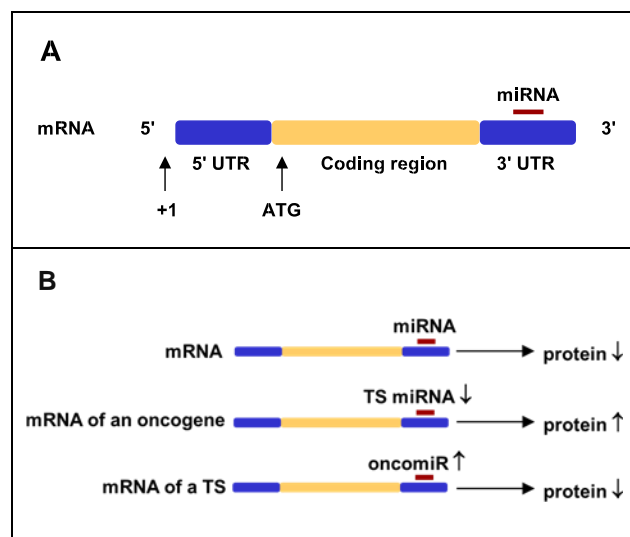 A
miRNA
mRNA 5' 3'
5' UTR Coding region 3' UTR
+1 ATG
B
miRNA
mRNA protein ↓
TS miRNA ↓
mRNA of an oncogene protein ↑
oncomiR ↑
mRNA of a TS protein ↓